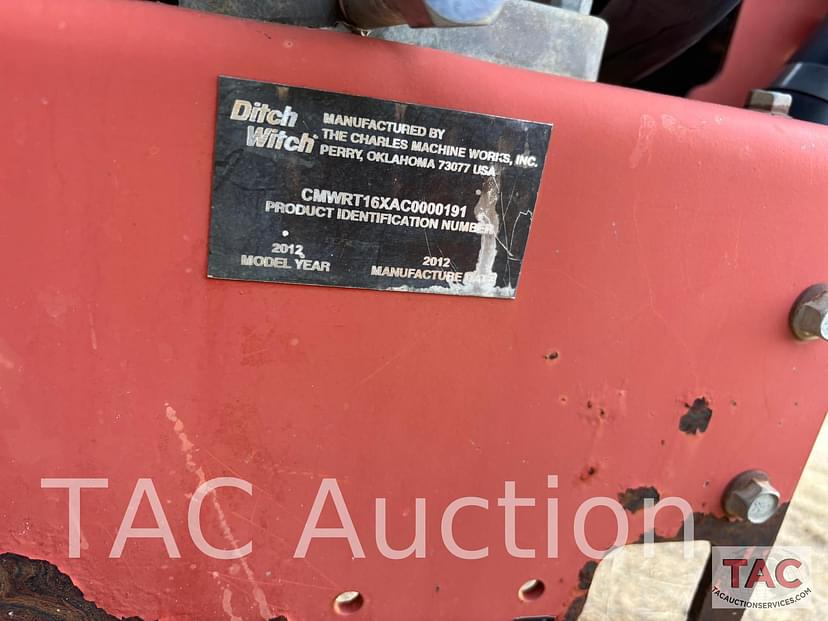 Ditch
Witch®
MANUFACTURED BY
THE CHARLES MACHINE WORKS, INC.
PERRY, OKLAHOMA 73077 USA
CMWRT16XAC0000191
PRODUCT IDENTIFICATION NUMBER
2012
MODEL YEAR
2012
MANUFACTURE DATE
TAC Auction
TAC
TACAUCTIONSERVICES.COM